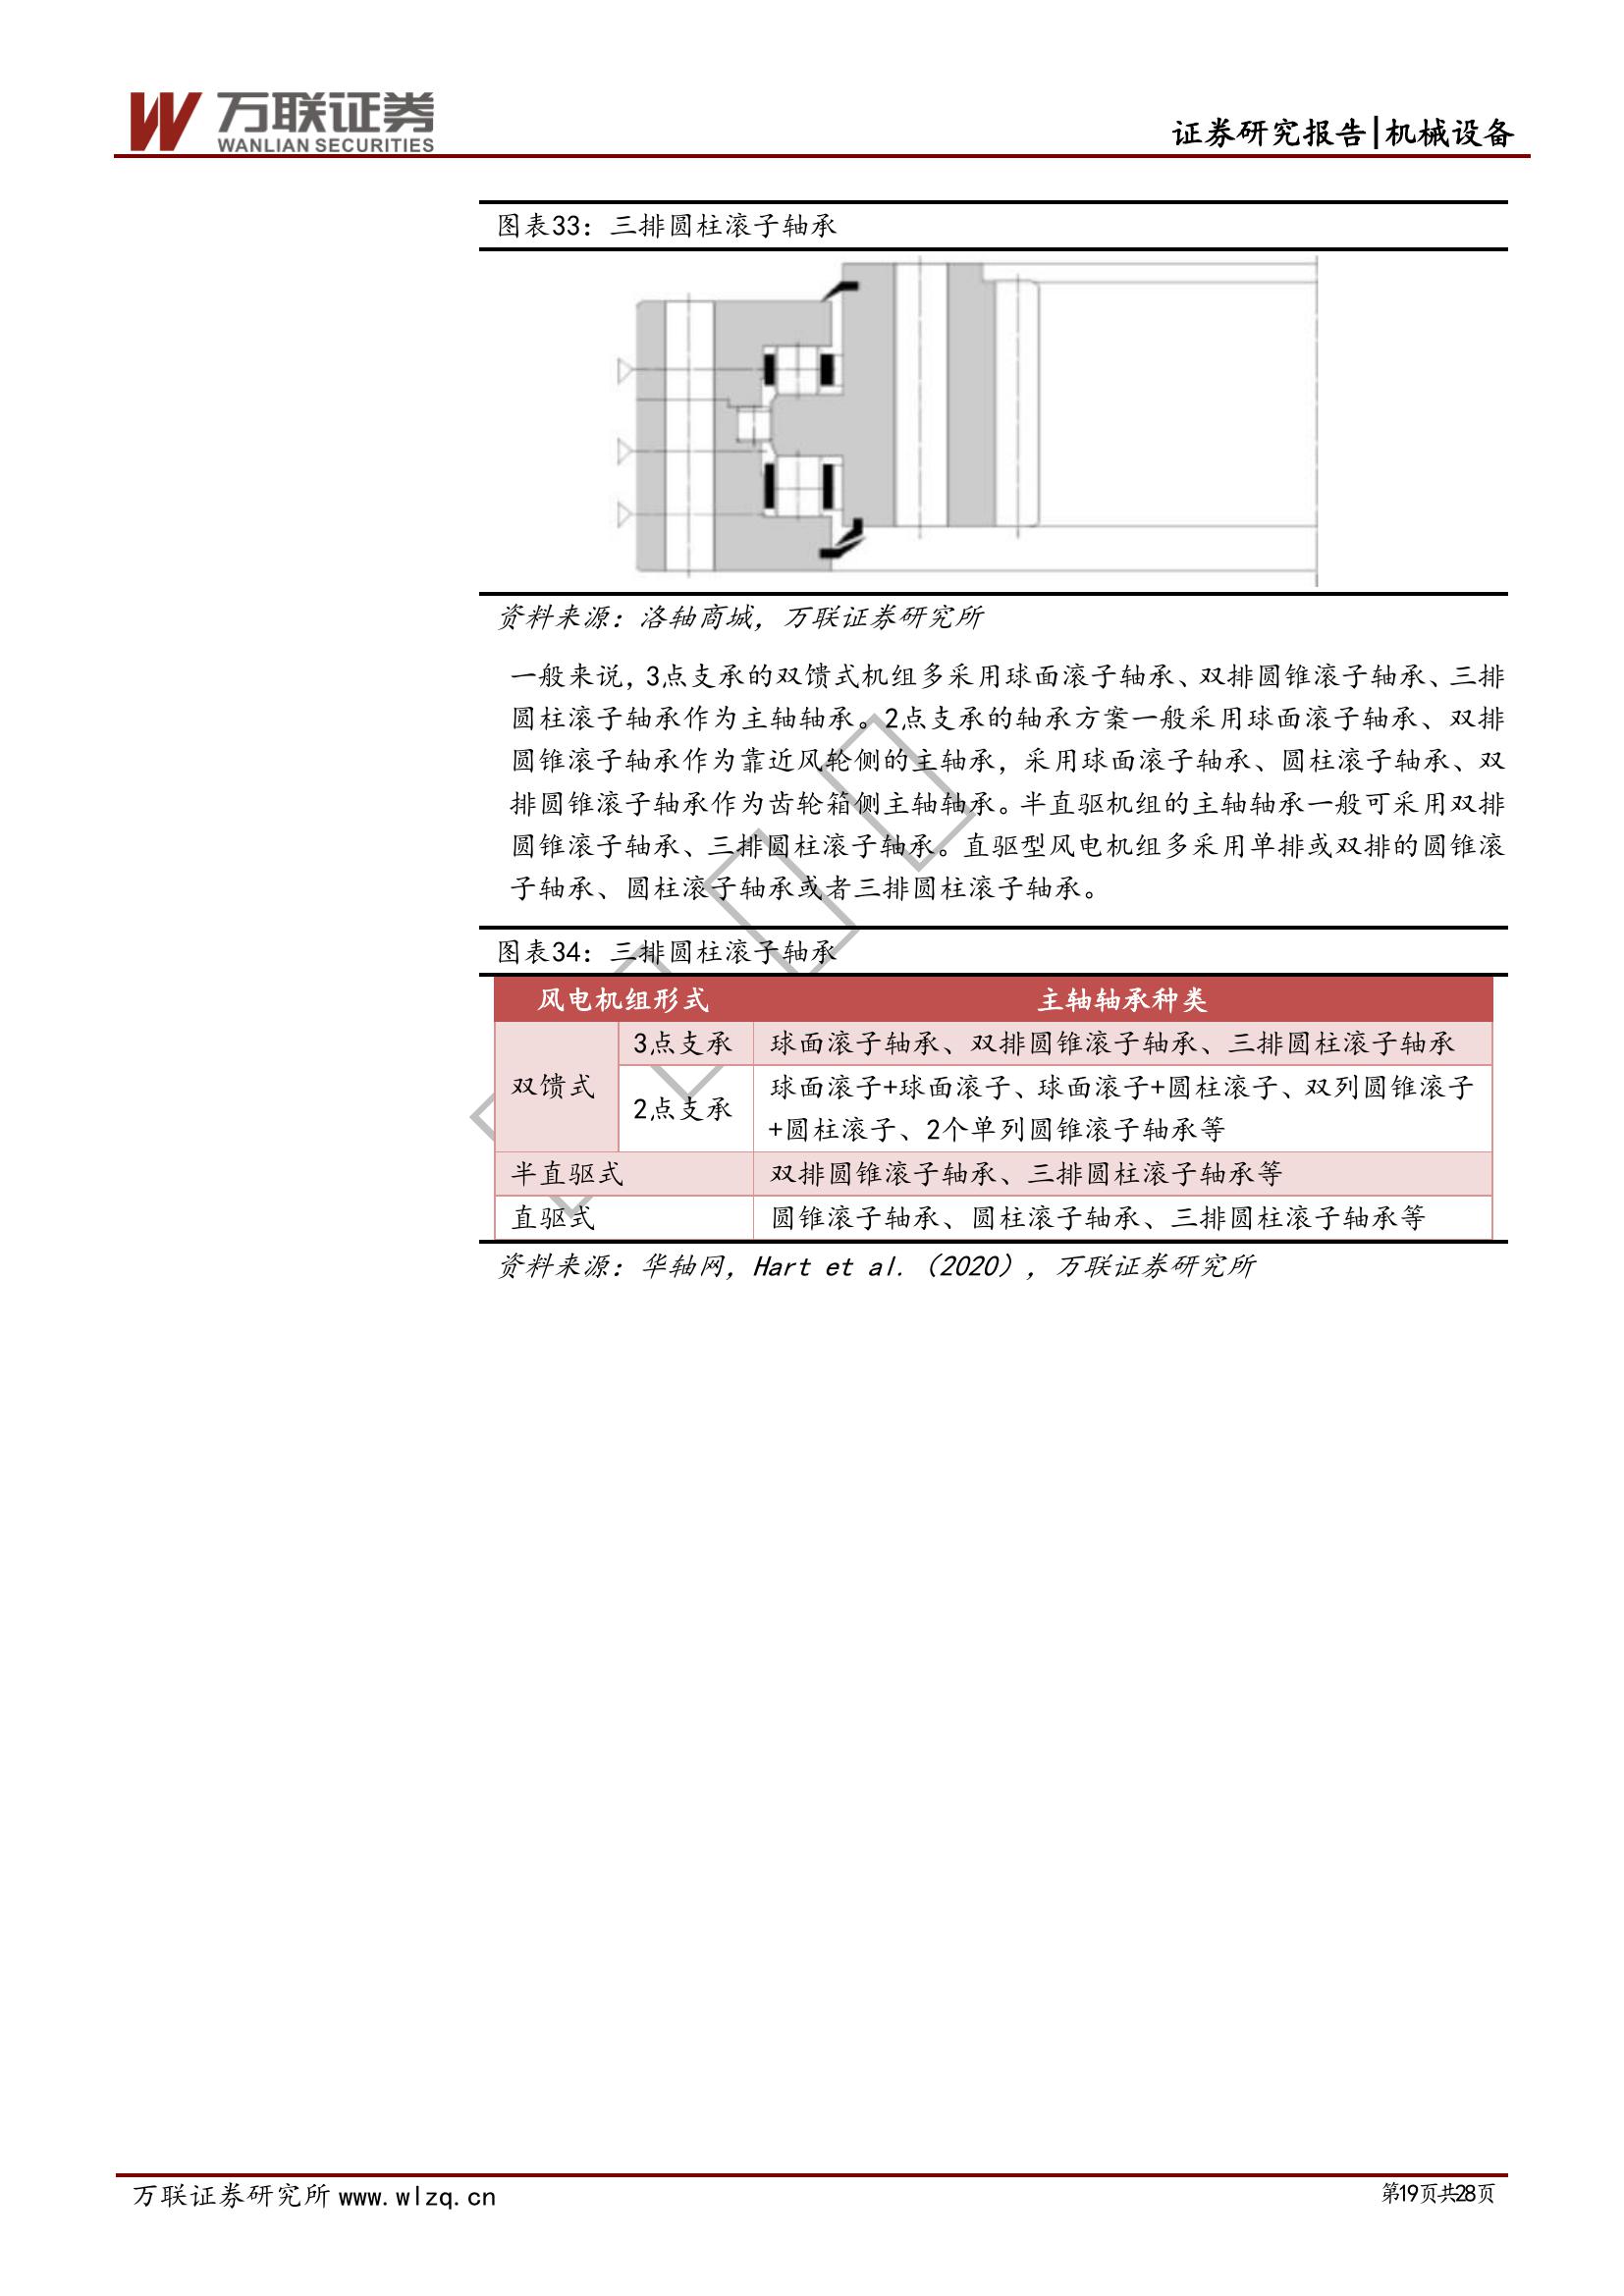 万联证券
WANLIAN SECURITIES
证券研究报告|机械设备
图表33：三排圆柱滚子轴承
资料来源：洛轴商城，万联证券研究所
一般来说，3点支承的双馈式机组多采用球面滚子轴承、双排圆锥滚子轴承、三排
圆柱滚子轴承作为主轴轴承。2点支承的轴承方案一般采用球面滚子轴承、双排
圆锥滚子轴承作为靠近风轮侧的主轴承，采用球面滚子轴承、圆柱滚子轴承、双
排圆锥滚子轴承作为齿轮箱侧主轴轴承。半直驱机组的主轴轴承一般可采用双排
圆锥滚子轴承、三排圆柱滚子轴承。直驱型风电机组多采用单排或双排的圆锥滚
子轴承、圆柱滚子轴承或者三排圆柱滚子轴承。
图表34：三排圆柱滚子轴承
风电机组形式 主轴轴承种类
双馈式 3点支承 球面滚子轴承、双排圆锥滚子轴承、三排圆柱滚子轴承
2点支承 球面滚子+球面滚子、球面滚子+圆柱滚子、双列圆锥滚子
+圆柱滚子、2个单列圆锥滚子轴承等
半直驱式 双排圆锥滚子轴承、三排圆柱滚子轴承等
直驱式 圆锥滚子轴承、圆柱滚子轴承、三排圆柱滚子轴承等
资料来源：华轴网，Hart et al.（2020），万联证券研究所
万联证券研究所 www.wlzq.cn
第19页共28页